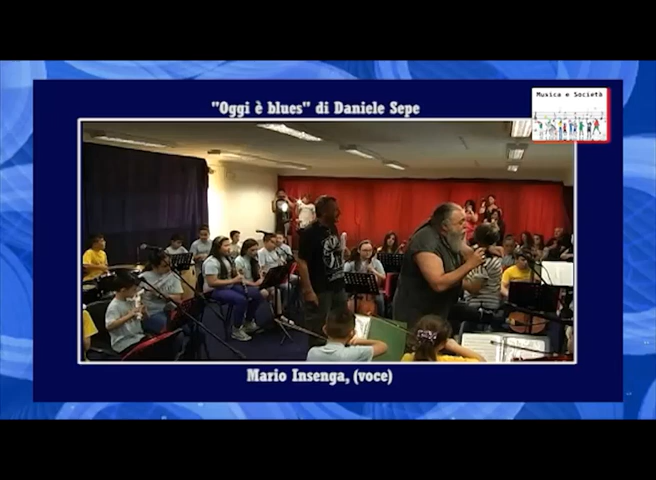 "Oggi è blues" di Daniele Sepe
Musica e Società
Mario Insenga, (voce)